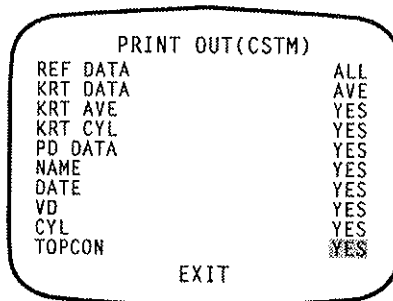 PRINT OUT(CSTM)
REF DATA ALL
KRT DATA AVE
KRT AVE YES
KRT CYL YES
PD DATA YES
NAME YES
DATE YES
VD YES
CYL YES
TOPCON YES
EXIT